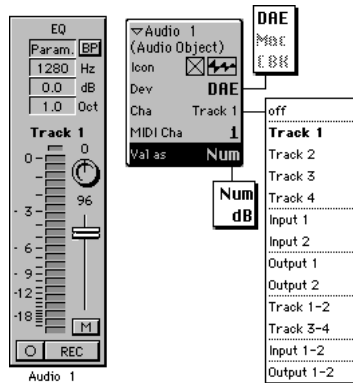 EQ
Param. BP
1280 Hz
0.0 dB
1.0 Oct
Track 1
0
0-
96
- 3-
- 6-
- 9-
-12-
-18
M
O REC
Audio 1
▽Audio 1
(Audio Object)
Icon
Dev DAE
Cha Track 1
MIDI Cha 1
Val as Num
DAE
Mac
CBX
Num
dB
off
Track 1
Track 2
Track 3
Track 4
Input 1
Input 2
Output 1
Output 2
Track 1-2
Track 3-4
Input 1-2
Output 1-2